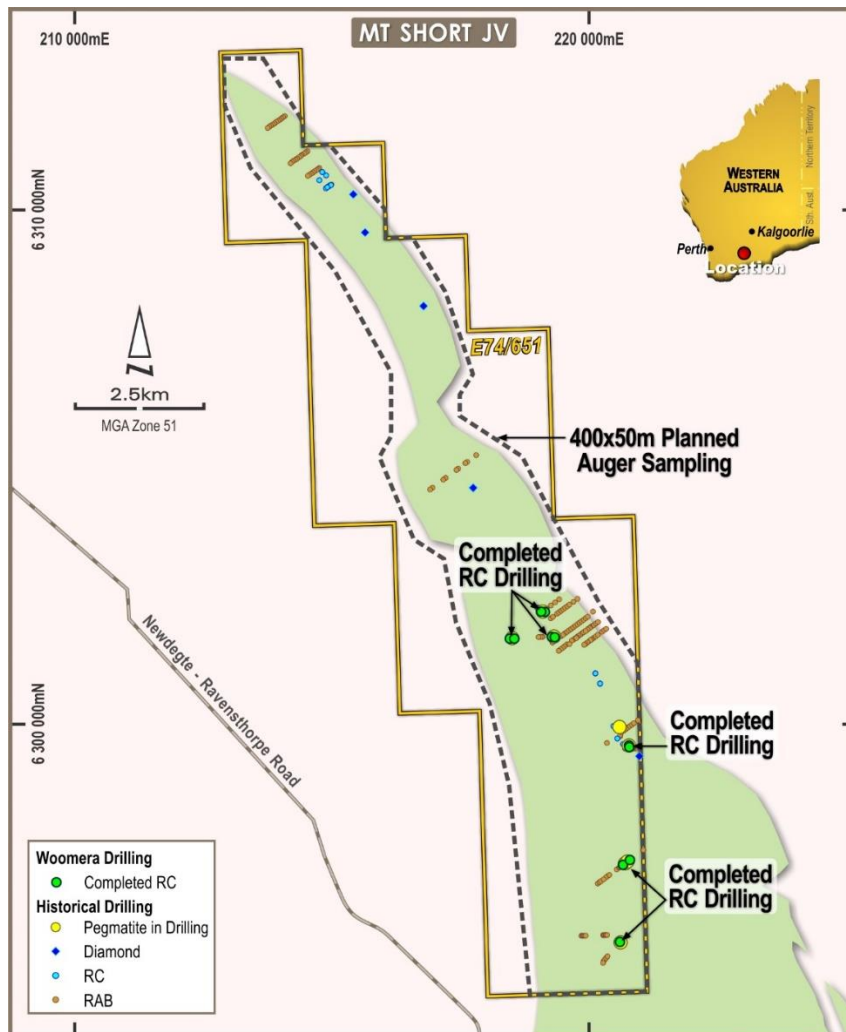 210 000mE
MT SHORT JV
220 000mE
6 310 000mN
WESTERN
AUSTRALIA
Northern Territory
Sth. Aust.
Kalgoorlie
Perth
Location
E74/651
N
2.5km
MGA Zone 51
400x50m Planned
Auger Sampling
Completed
RC Drilling
Newdegte - Ravensthorpe Road
6 300 000mN
Completed
RC Drilling
Completed
RC Drilling
Woomera Drilling
Completed RC
Historical Drilling
Pegmatite in Drilling
Diamond
RC
RAB